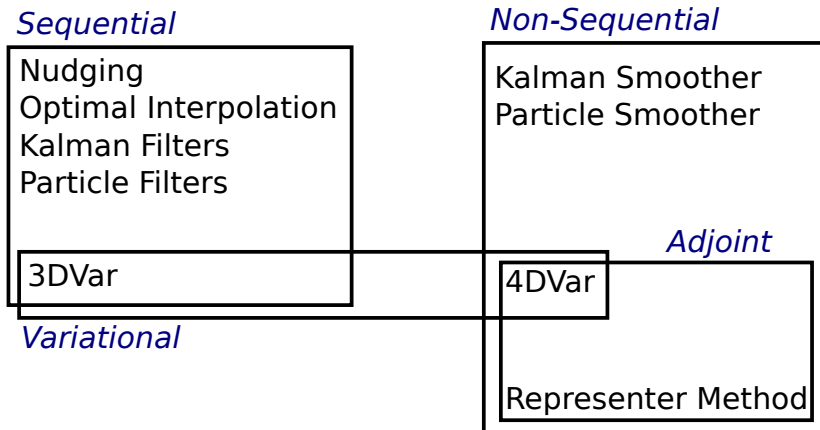 Sequential
Nudging
Optimal Interpolation
Kalman Filters
Particle Filters
3DVar
Variational
Non-Sequential
Kalman Smoother
Particle Smoother
Adjoint
4DVar
Representer Method